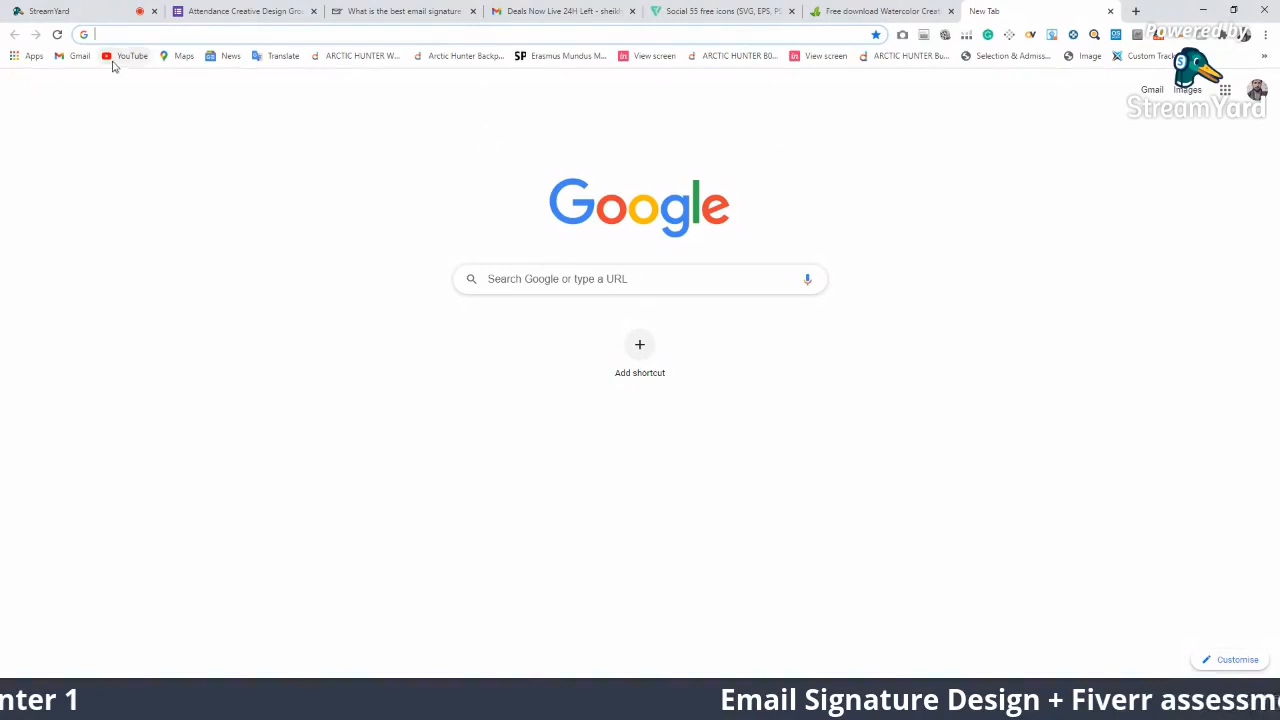 StreamYard
Attendance Creative Design Grou
What is the best email signature
Deals Now Live 24H Left - sheikh
Social 55 free icons (SVG, EPS, PS
Free download Watercolor Creat
New Tab
Powered by
Apps
Gmail
YouTube
Maps
News
Translate
ARCTIC HUNTER W...
Arctic Hunter Backp...
Erasmus Mundus M...
View screen
ARCTIC HUNTER B0...
View screen
ARCTIC HUNTER Bu...
Selection & Admiss...
Image
Custom Track
Gmail
Images
StreamYard
Google
Search Google or type a URL
Add shortcut
Customise
nter 1
Email Signature Design + Fiverr assessm